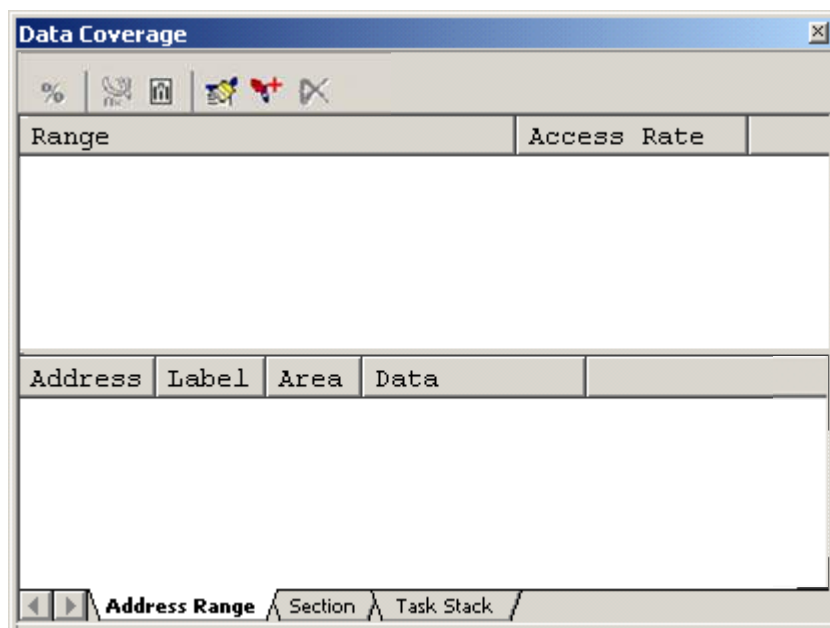 Data Coverage
%
Range Access Rate
Address Label Area Data
Address Range Section Task Stack